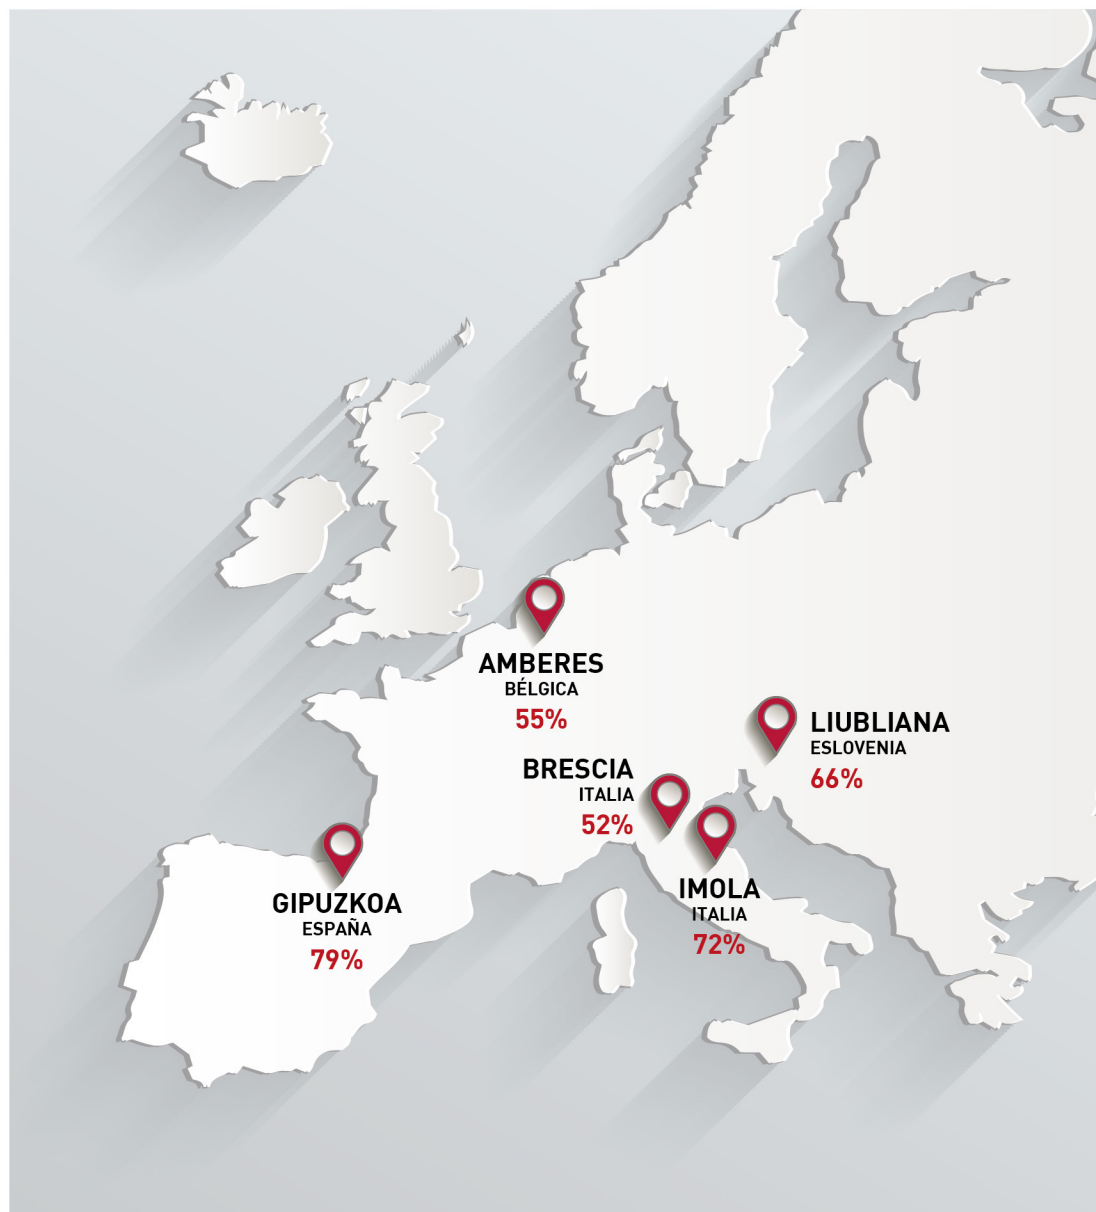 AMBERES
BÉLGICA
55%
LIUBLIANA
ESLOVENIA
66%
BRESCIA
ITALIA
52%
IMOLA
ITALIA
72%
GIPUZKOA
ESPAÑA
79%